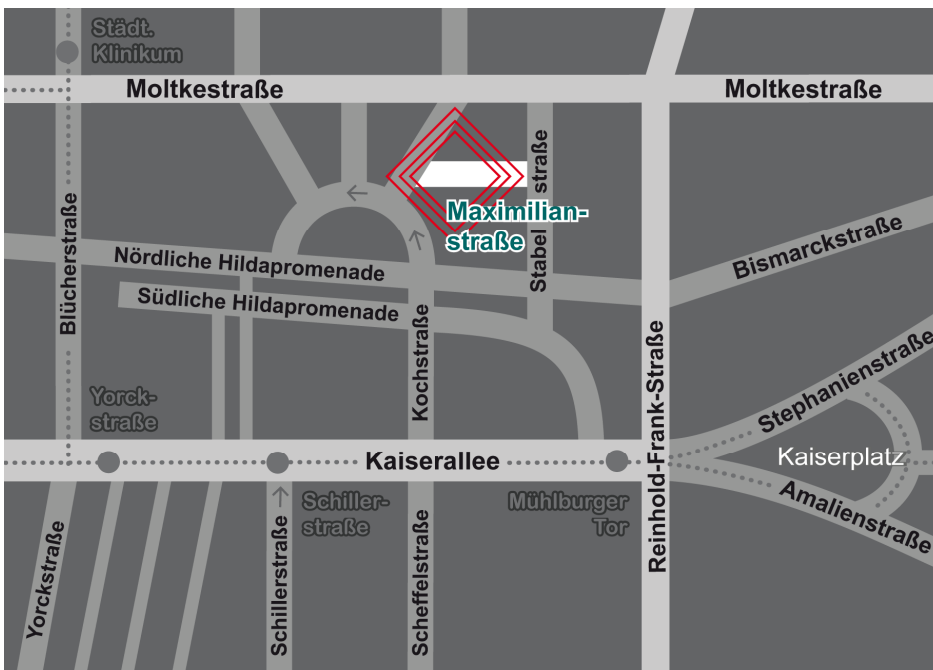 Städt.
Klinikum
Moltkestraße
Moltkestraße
Blücherstraße
Stabel straße
Maximilian-
straße
Bismarckstraße
Nördliche Hildapromenade
Südliche Hildapromenade
Kochstraße
Reinhold-Frank-Straße
Stephanienstraße
Yorck-
straße
Kaiserallee
Kaiserplatz
Amalienstraße
Schiller-
straße
Mühlburger
Tor
Yorckstraße
Schillerstraße
Scheffelstraße